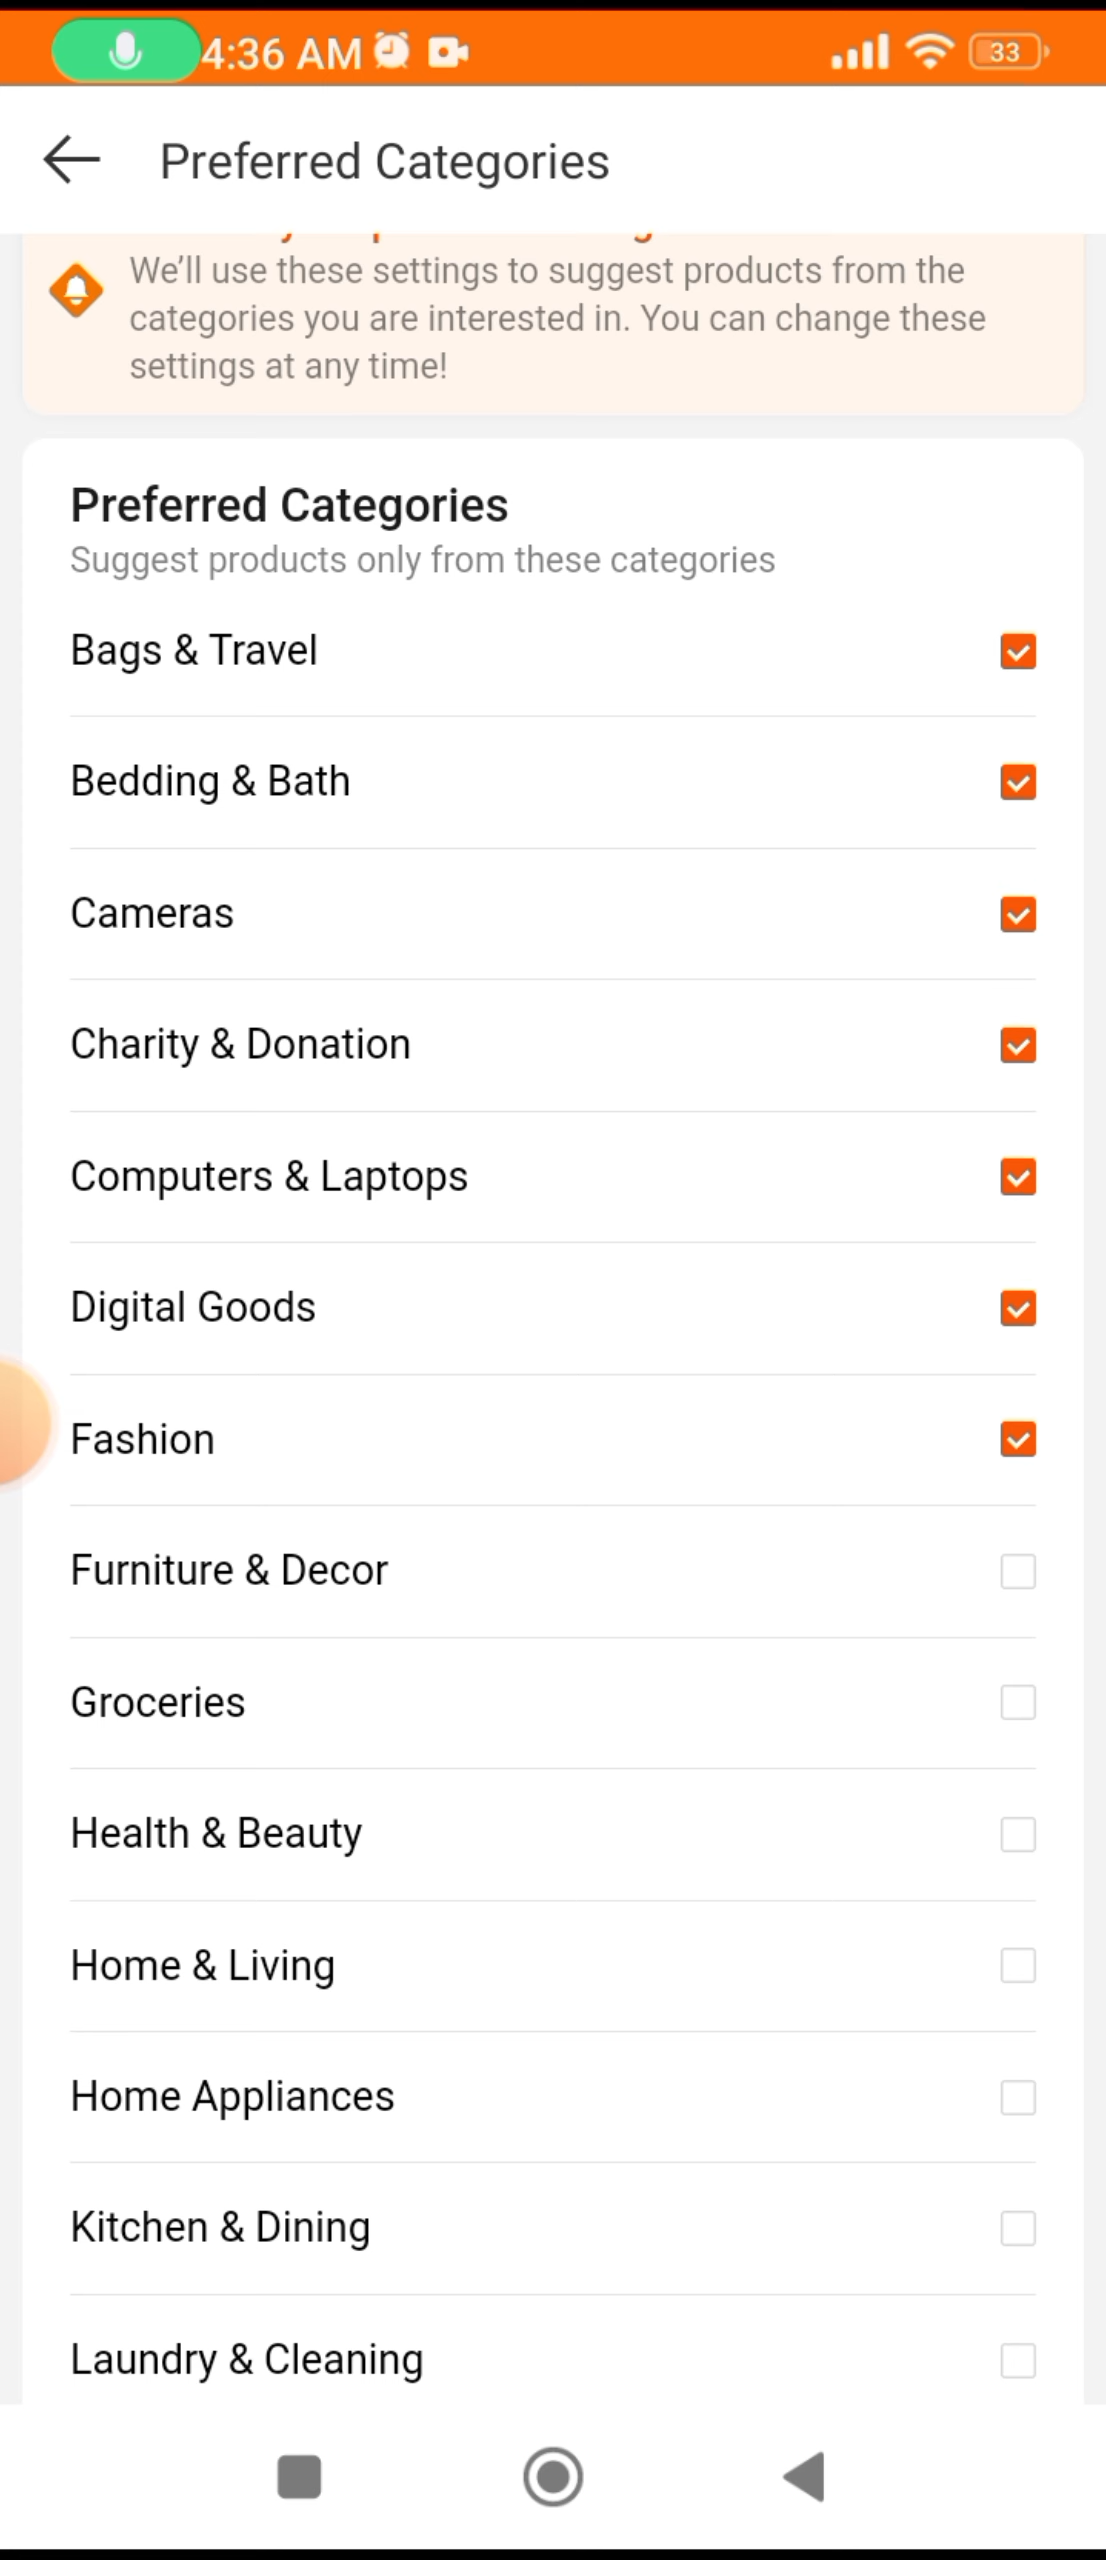 4:36 AM
33
Preferred Categories
We'll use these settings to suggest products from the
categories you are interested in. You can change these
settings at any time!
Preferred Categories
Suggest products only from these categories
Bags & Travel
Bedding & Bath
Cameras
Charity & Donation
Computers & Laptops
Digital Goods
Fashion
Furniture & Decor
Groceries
Health & Beauty
Home & Living
Home Appliances
Kitchen & Dining
Laundry & Cleaning